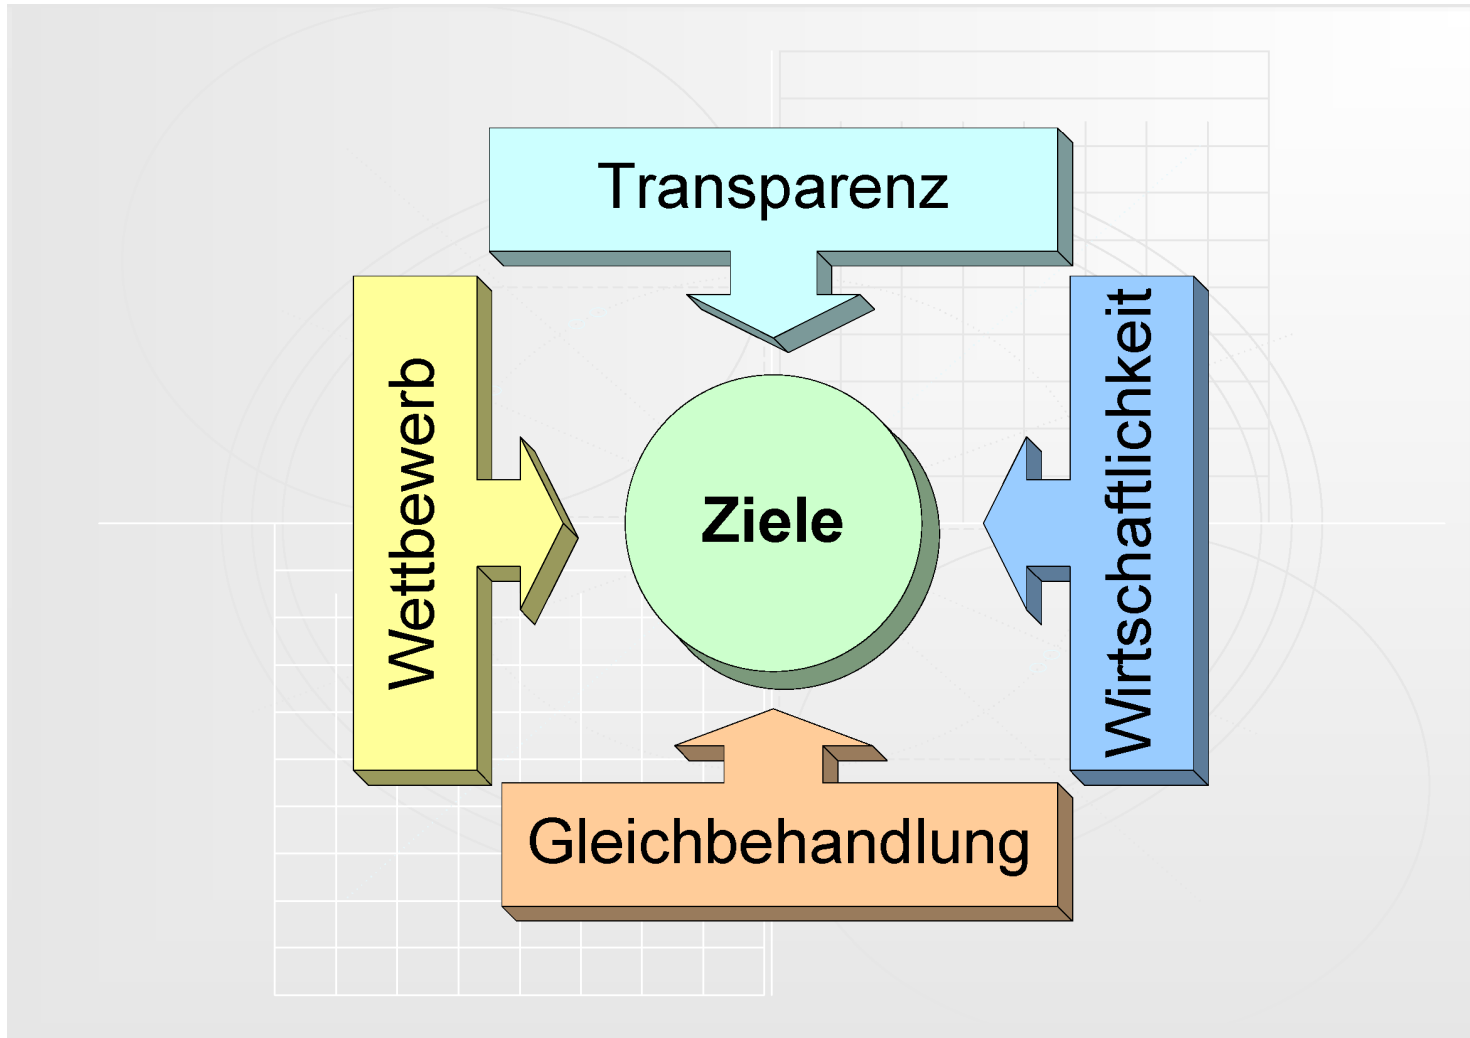 Transparenz
Wettbewerb
Ziele
Wirtschaftlichkeit
Gleichbehandlung